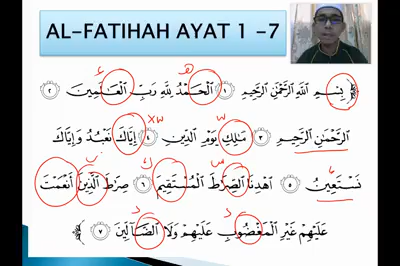 AL-FATIHAH AYAT 1 -7
بِسْمِ اللَّهِ الرَّحْمَٰنِ الرَّحِيمِ ١ الْحَمْدُ لِلَّهِ رَبِّ الْعَالَمِينَ ٢
الرَّحْمَٰنِ الرَّحِيمِ ٣ مَالِكِ يَوْمِ الدِّينِ ٤ إِيَّاكَ نَعْبُدُ وَإِيَّاكَ
نَسْتَعِينُ ٥ اهْدِنَا الصِّرَاطَ الْمُسْتَقِيمَ ٦ صِرَاطَ الَّذِينَ أَنْعَمْتَ
عَلَيْهِمْ غَيْرِ الْمَغْضُوبِ عَلَيْهِمْ وَلَا الضَّالِّينَ ٧